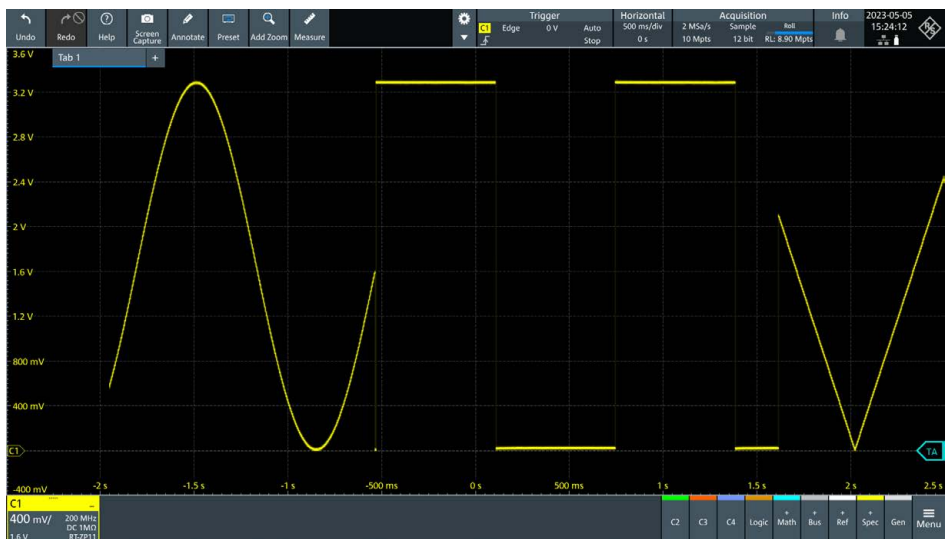 Undo
Redo
Help
Screen
Capture
Annotate
Preset
Add Zoom
Measure
Trigger
C1 Edge 0 V Auto
Stop
Horizontal
500 ms/div
0 s
Acquisition
2 MSa/s Sample Roll
10 Mpts 12 bit RL: 8.90 Mpts
Info
2023-05-05
15:24:12
3.6 V
Tab 1 +
3.2 V
2.8 V
2.4 V
2 V
1.6 V
1.2 V
800 mV
400 mV
C1
TA
-400 mV
-2 s
-1.5 s
-1 s
-500 ms
0 s
500 ms
1 s
1.5 s
2 s
2.5 s
C1
400 mV/ 200 MHz
DC 1MΩ
1.6 V RT-ZP11
C2
C3
C4
Logic
+
Math
+
Bus
+
Ref
+
Spec
Gen
Menu